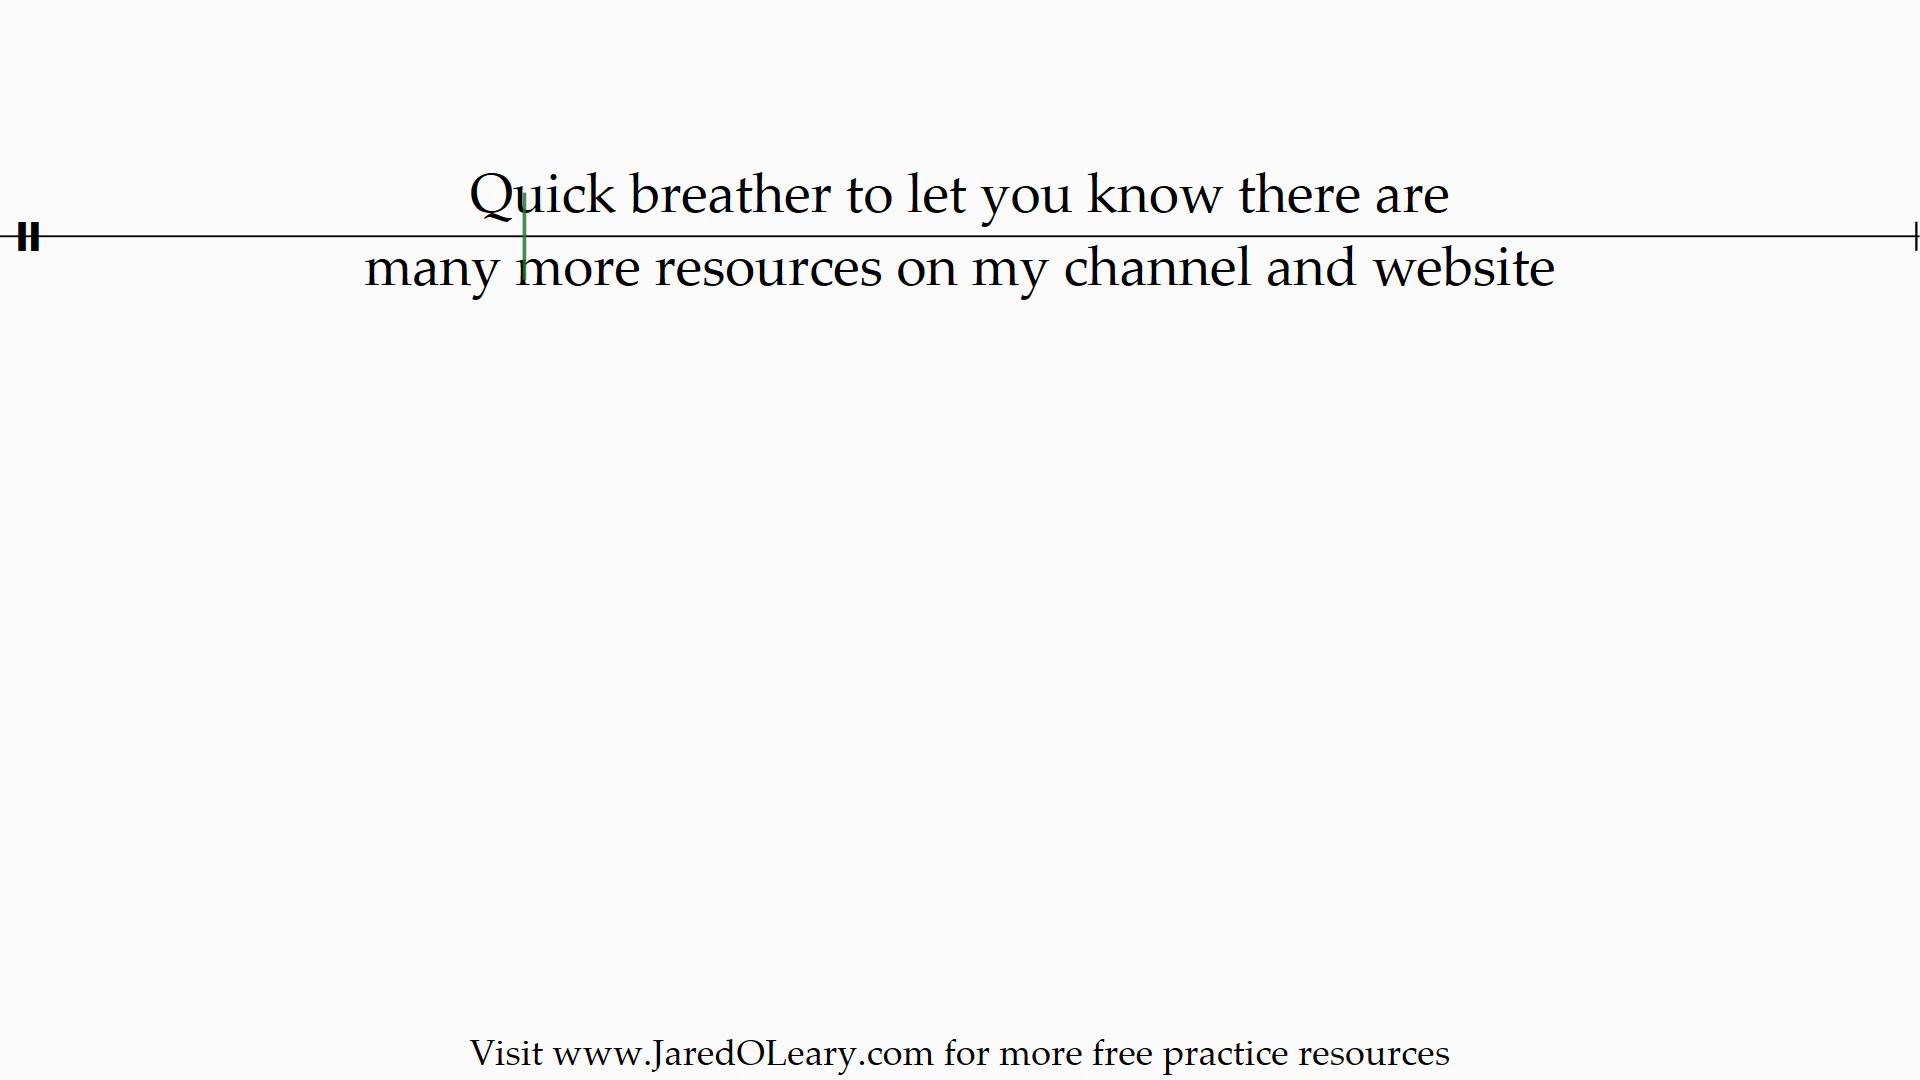 Quick breather to let you know there are
many more resources on my channel and website
Visit www.JaredOLeary.com for more free practice resources